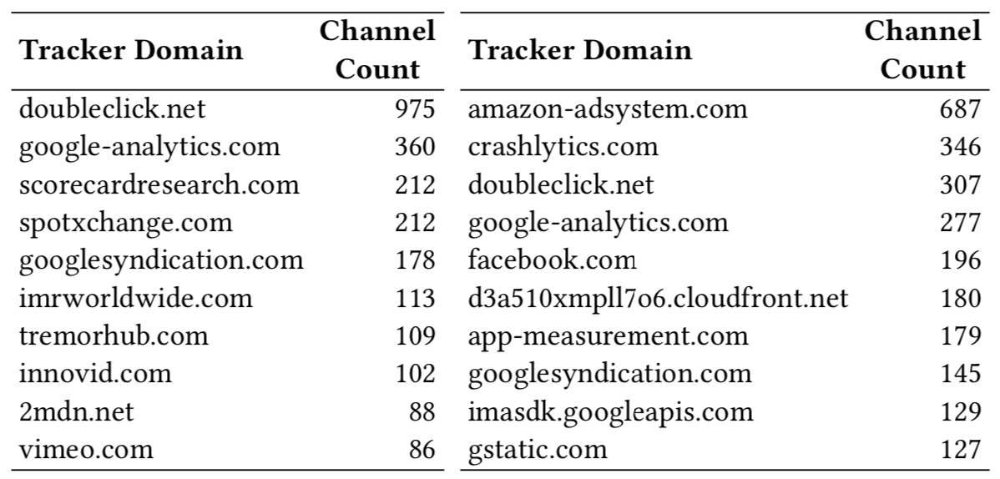 Tracker Domain Channel Count Tracker Domain Channel Count
doubleclick.net 975 amazon-adsystem.com 687
google-analytics.com 360 crashlytics.com 346
scorecardresearch.com 212 doubleclick.net 307
spotxchange.com 212 google-analytics.com 277
googlesyndication.com 178 facebook.com 196
imrworldwide.com 113 d3a510xmpll7o6.cloudfront.net 180
tremorhub.com 109 app-measurement.com 179
innovid.com 102 googlesyndication.com 145
2mdn.net 88 imasdk.googleapis.com 129
vimeo.com 86 gstatic.com 127